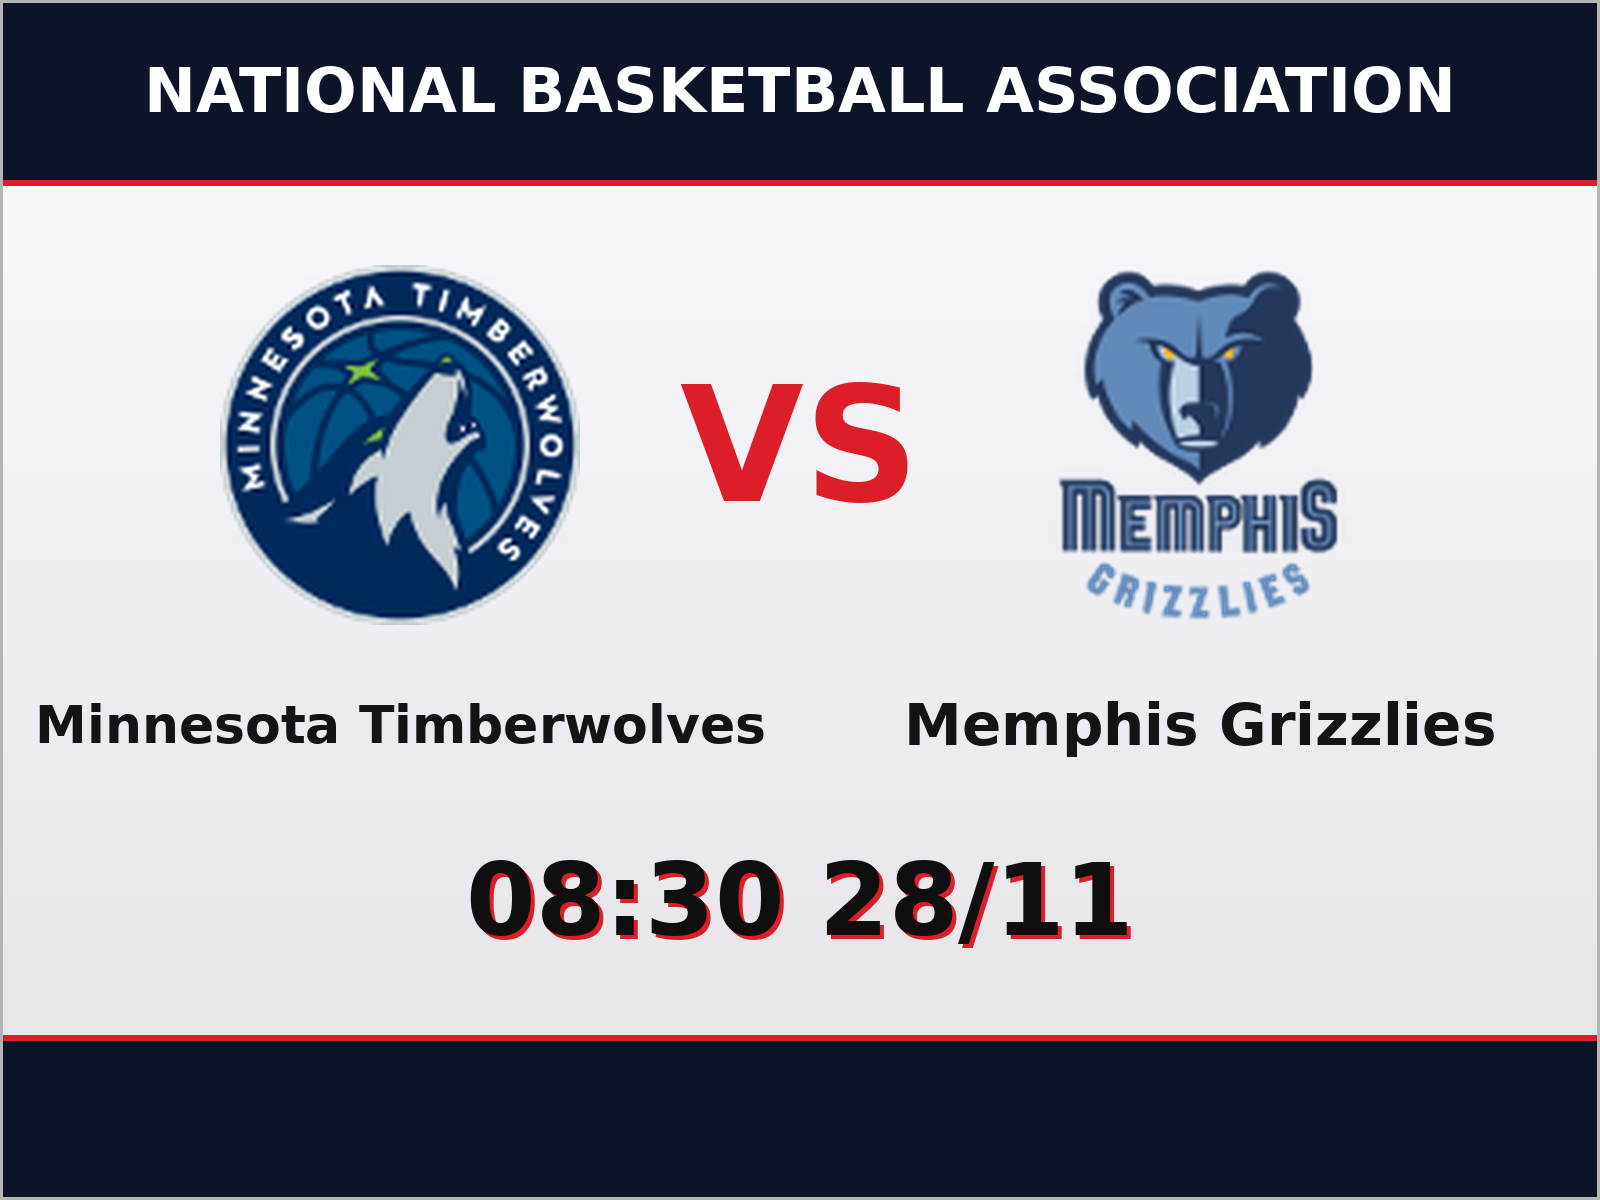 NATIONAL BASKETBALL ASSOCIATION
MINNESOTA TIMBERWOLVES
VS
MEMPHIS
GRIZZLIES
Minnesota Timberwolves
Memphis Grizzlies
08:30 28/11